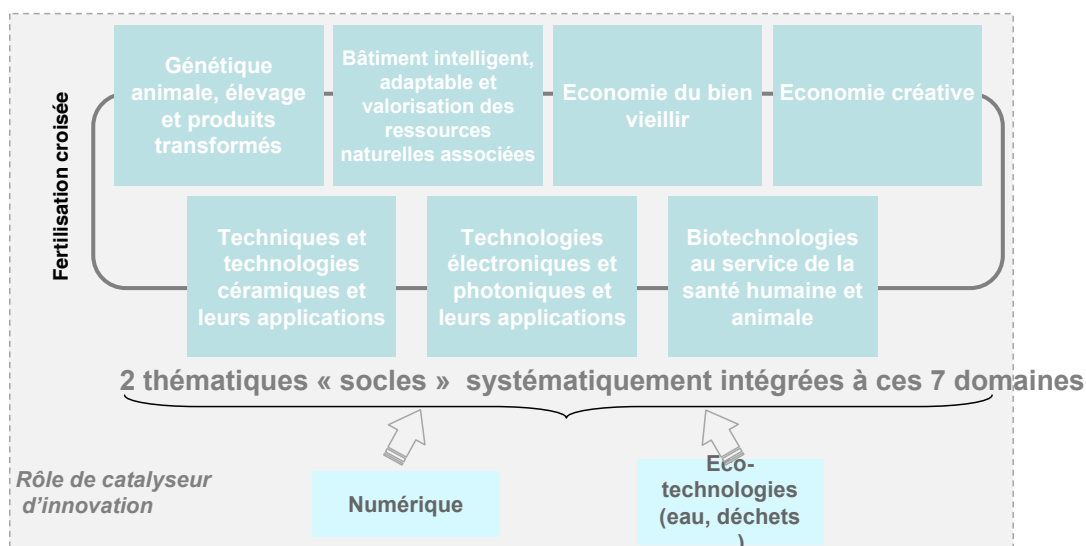 Fertilisation croisée
Génétique
animale, élevage
et produits
transformés
Bâtiment intelligent,
adaptable et
valorisation des
ressources
naturelles associées
Economie du bien
vieillir
Economie créative
Techniques et
technologies
céramiques et
leurs applications
Technologies
électroniques et
photoniques et
leurs applications
Biotechnologies
au service de la
santé humaine et
animale
2 thématiques « socles » systématiquement intégrées à ces 7 domaines
Rôle de catalyseur
d’innovation
Numérique
Eco-
technologies
(eau, déchets
)